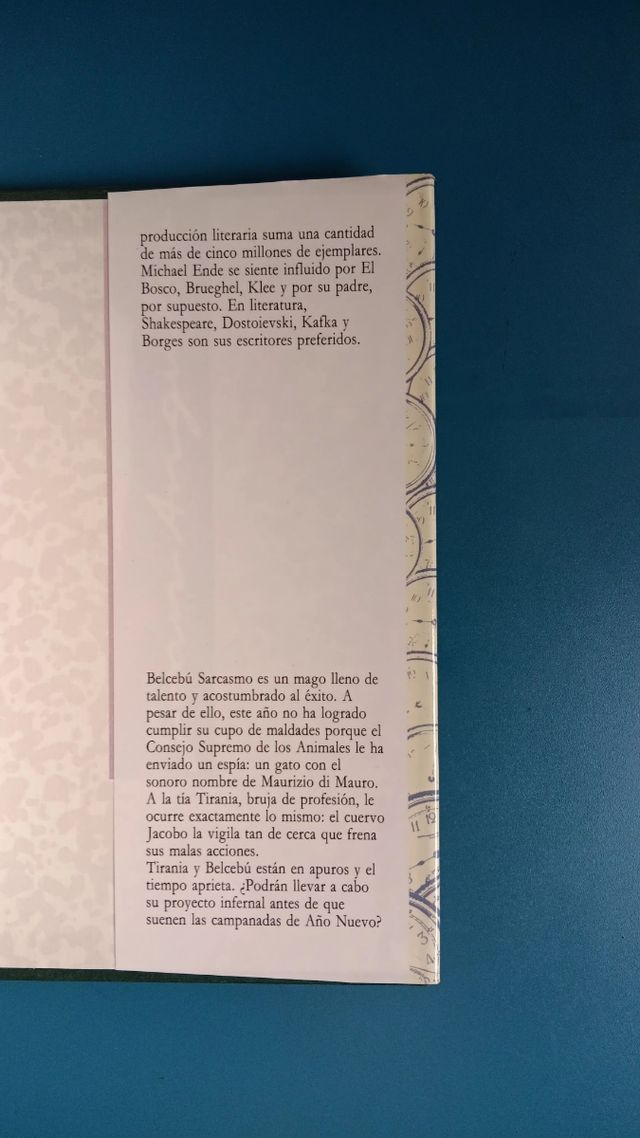 producción literaria suma una cantidad
de más de cinco millones de ejemplares.
Michael Ende se siente influido por El
Bosco, Brueghel, Klee y por su padre,
por supuesto. En literatura,
Shakespeare, Dostoievski, Kafka y
Borges son sus escritores preferidos.
Belcebú Sarcasmo es un mago lleno de
talento y acostumbrado al éxito. A
pesar de ello, este año no ha logrado
cumplir su cupo de maldades porque el
Consejo Supremo de los Animales le ha
enviado un espía: un gato con el
sonoro nombre de Maurizio di Mauro.
A la tía Tirania, bruja de profesión, le
ocurre exactamente lo mismo: el cuervo
Jacobo la vigila tan de cerca que frena
sus malas acciones.
Tirania y Belcebú están en apuros y el
tiempo aprieta. ¿Podrán llevar a cabo
su proyecto infernal antes de que
suenen las campanadas de Año Nuevo?